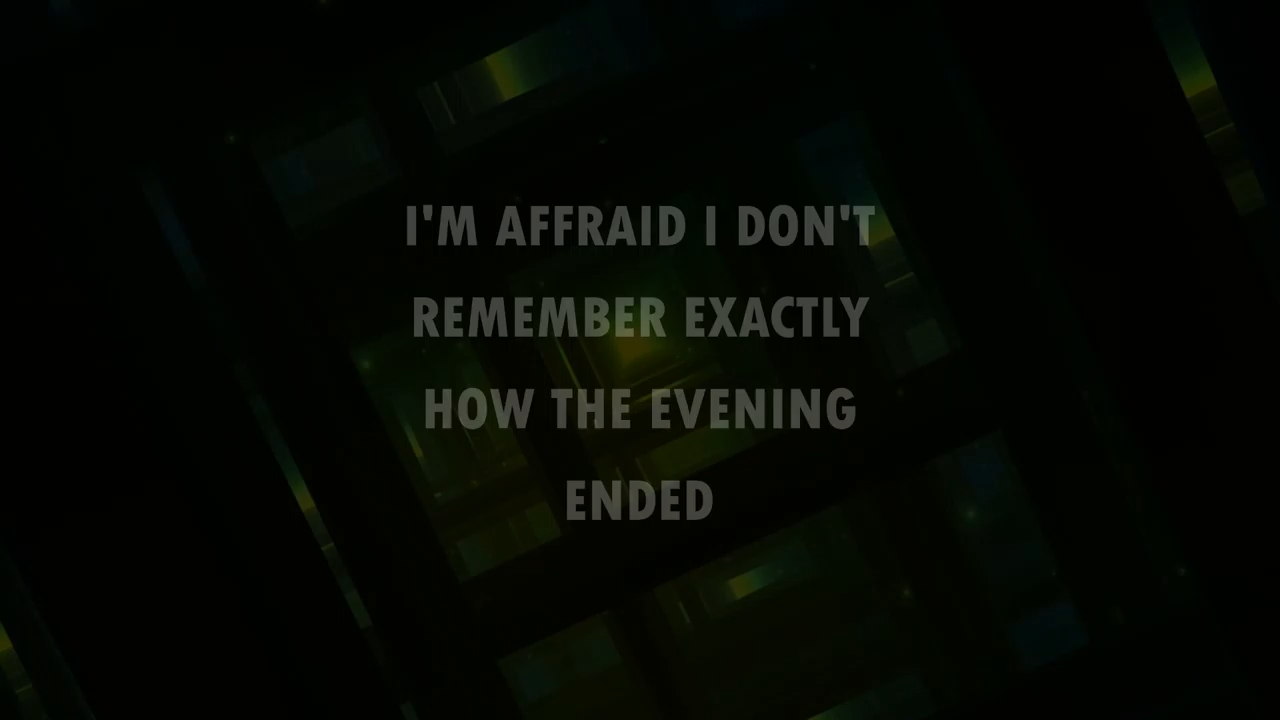 I'M AFFRAID I DON'T
REMEMBER EXACTLY
HOW THE EVENING
ENDED